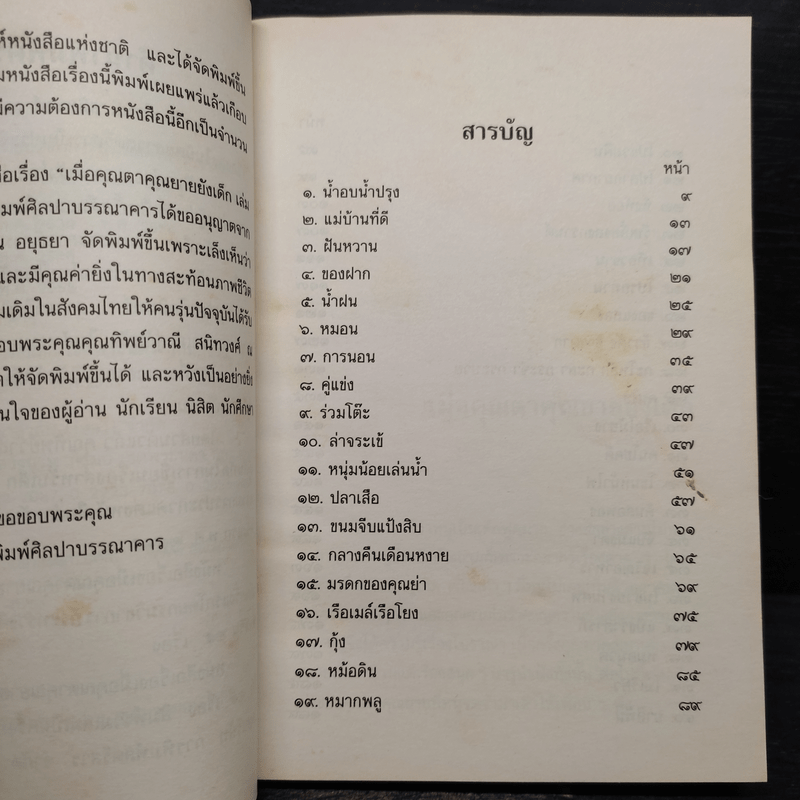 ห์หนังสือแห่งชาติ และได้จัดพิมพ์ขึ้น
มหนังสือเรื่องนี้พิมพ์เผยแพร่แล้วเกือบ
มีความต้องการหนังสือนี้อีกเป็นจำนวน
สือเรื่อง “เมื่อคุณตาคุณยายยังเด็ก เล่ม
พิมพ์ศิลปาบรรณาคารได้ขออนุญาตจาก
ณ อยุธยา จัดพิมพ์ขึ้นเพราะเล็งเห็นว่า
และมีคุณค่ายิ่งในทางสะท้อนภาพชีวิต
มเดิมในสังคมไทยให้คนรุ่นปัจจุบันได้รับ
อบพระคุณคุณทิพย์วาณี สนิทวงศ์ ณ
ให้จัดพิมพ์ขึ้นได้ และหวังเป็นอย่างยิ่ง
นใจของผู้อ่าน นักเรียน นิสิต นักศึกษา
ขอขอบพระคุณ
พิมพ์ศิลปาบรรณาคาร
สารบัญ
หน้า
๑. น้ำอบน้ำปรุง ๙
๒. แม่บ้านที่ดี ๑๓
๓. ฝันหวาน ๑๗
๔. ของฝาก ๒๑
๕. น้ำฝน ๒๕
๖. หมอน ๒๙
๗. การนอน ๓๕
๘. คู่แข่ง ๓๙
๙. ร่วมโต๊ะ ๔๓
๑๐. ล่าจระเข้ ๔๗
๑๑. หนุ่มน้อยเล่นน้ำ ๕๑
๑๒. ปลาเสือ ๕๗
๑๓. ขนมจีบแป้งสิบ ๖๑
๑๔. กลางคืนเดือนหงาย ๖๕
๑๕. มรดกของคุณย่า ๖๙
๑๖. เรือเมล์เรือโยง ๗๕
๑๗. กุ้ง ๗๙
๑๘. หม้อดิน ๘๕
๑๙. หมากพลู ๘๙